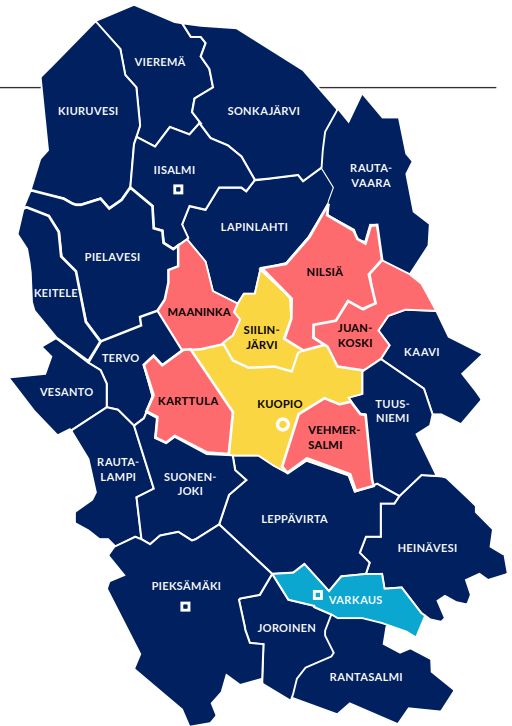 VIEREMÄ
KIURUVESI
SONKAJÄRVI
IISALMI
RAUTA-
VAARA
LAPINLAHTI
PIELAVESI
NILSIÄ
KEITELE
MAANINKA
SIILIN-
JÄRVI
JUAN-
KOSKI
KAAVI
TERVO
VESANTO
KARTTULA
KUOPIO
TUUS-
NIEMI
VEHMER-
SALMI
RAUTA-
LAMPI
SUONEN-
JOKI
LEPPÄVIRTA
HEINÄVESI
PIEKSÄMÄKI
VARKAUS
JOROINEN
RANTASALMI